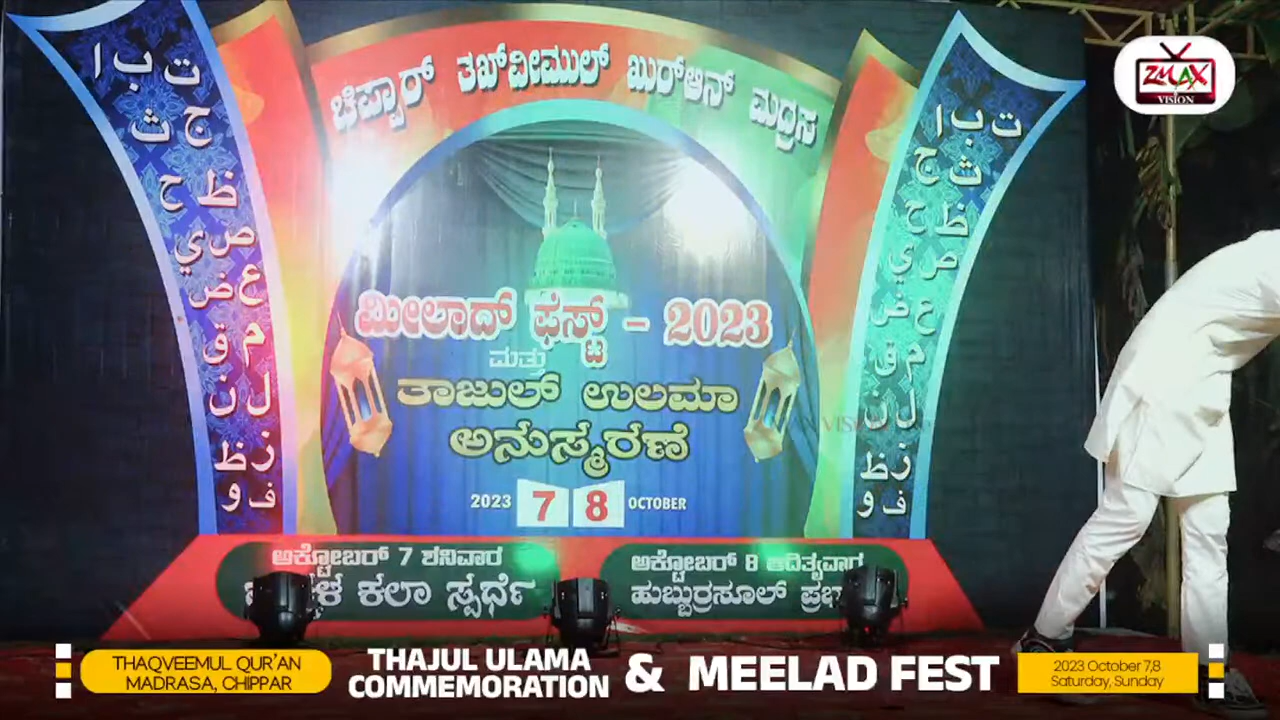 ZMAX
VISION
ಚಿಪ್ಪಾರ್ ತಖ್‌ವೀಮುಲ್ ಖುರ್‌ಆನ್ ಮದ್ರಸ
ا ب ت
ث ج
ح ظ
ي ص
ض ع
ق م
ن ل
ظ ز
و ف
ا ب ت
ج ث
ح ظ
ي ص
ض ع
ق م
ن ل
ظ ز
و ف
ಮೀಲಾದ್ ಫೆಸ್ಟ್ - 2023
ಮತ್ತು
ತಾಜುಲ್ ಉಲಮಾ
ಅನುಸ್ಮರಣೆ
2023 7 8 OCTOBER
ಅಕ್ಟೋಬರ್ 7 ಶನಿವಾರ
ಕಲಾ ಸ್ಪರ್ಧೆ
ಅಕ್ಟೋಬರ್ 8 ಆದಿತ್ಯವಾರ
ಹುಬ್ಬುರ್ರಸೂಲ್
THAQVEEMUL QUR'AN
MADRASA, CHIPPAR
THAJUL ULAMA
COMMEMORATION
& MEELAD FEST
2023 October 7,8
Saturday, Sunday